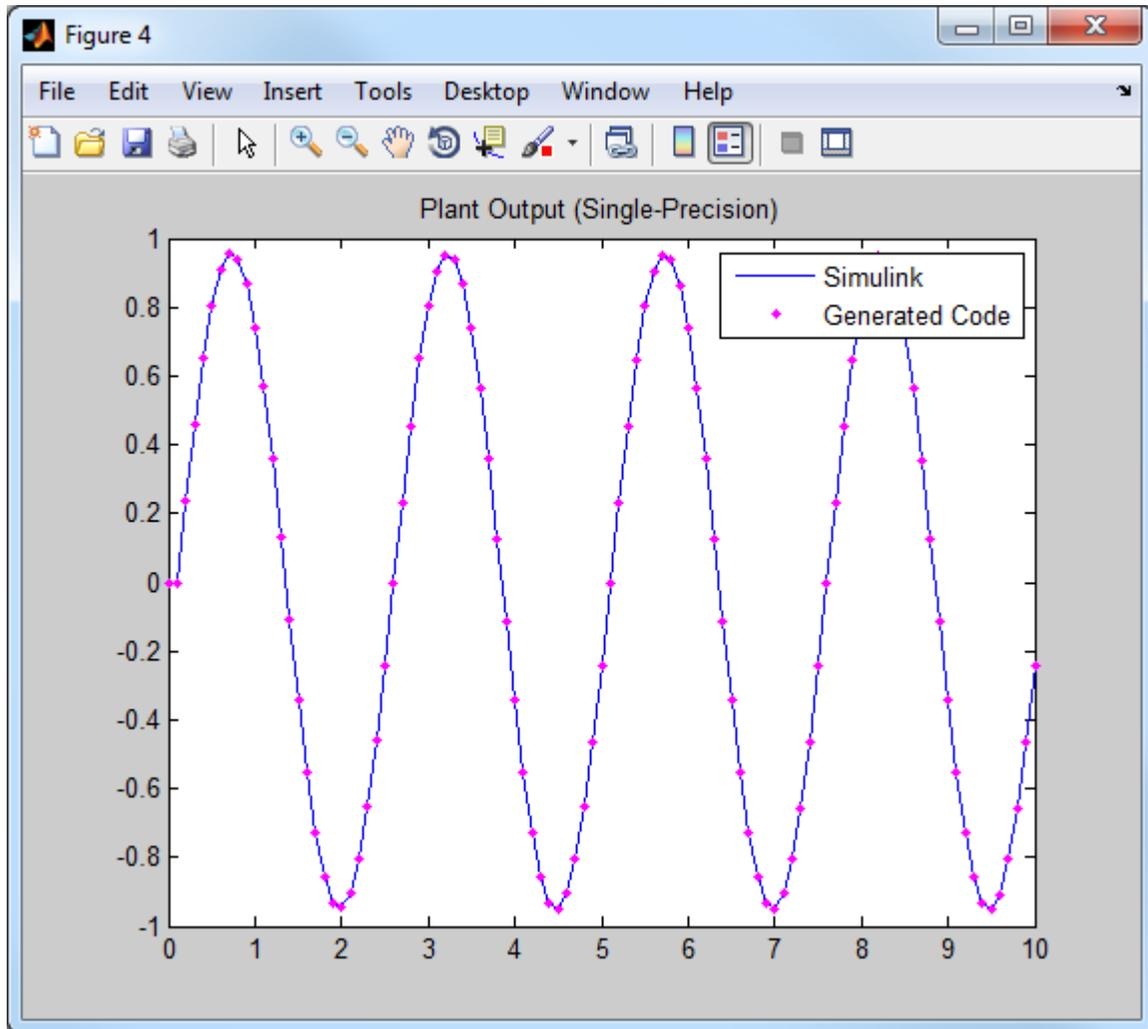 Figure 4
File Edit View Insert Tools Desktop Window Help
Plant Output (Single-Precision)
Simulink
Generated Code
1
0.8
0.6
0.4
0.2
0
-0.2
-0.4
-0.6
-0.8
-1
0 1 2 3 4 5 6 7 8 9 10